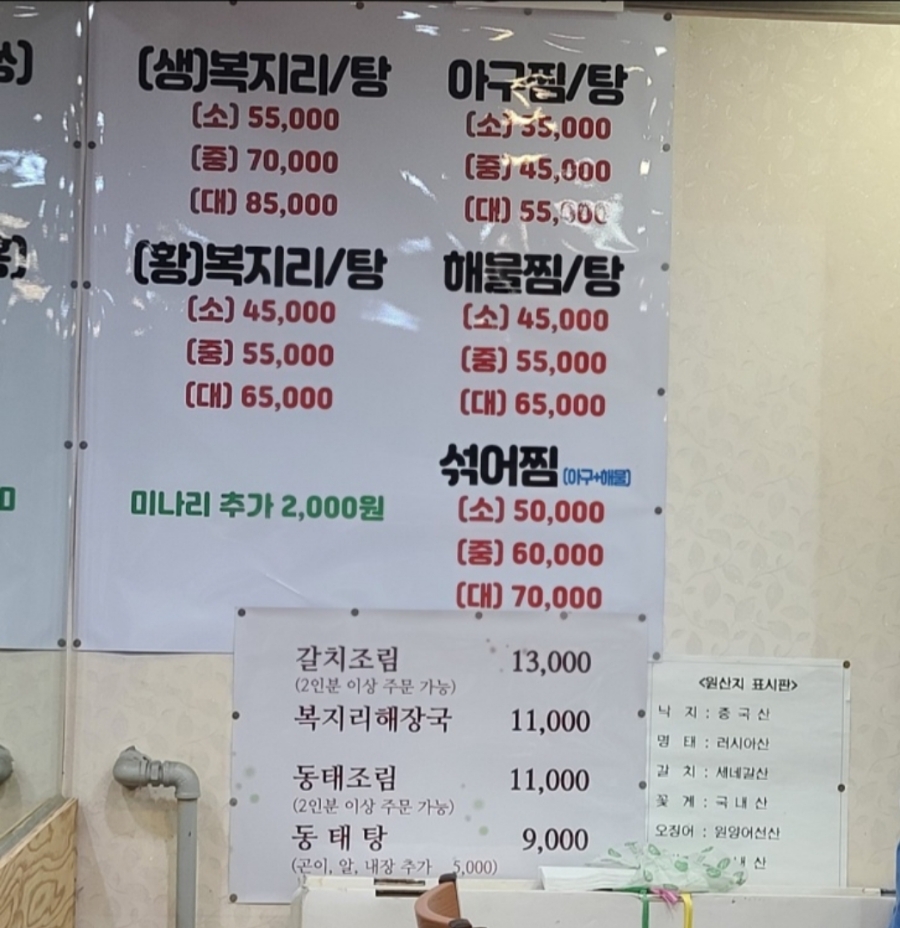 (생)복지리/탕
(소) 55,000
(중) 70,000
(대) 85,000
(황)복지리/탕
(소) 45,000
(중) 55,000
(대) 65,000
미나리 추가 2,000원
아구찜/탕
(소) 35,000
(중) 45,000
(대) 55,000
해물찜/탕
(소) 45,000
(중) 55,000
(대) 65,000
섞어찜 (아구+해물)
(소) 50,000
(중) 60,000
(대) 70,000
갈치조림 13,000
(2인분 이상 주문 가능)
복지리해장국 11,000
동태조림 11,000
(2인분 이상 주문 가능)
동 태 탕 9,000
(곤이, 알, 내장 추가 5,000)
<원산지 표시판>
낙 지 : 중 국 산
명 태 : 러시아산
갈 치 : 세네갈산
꽃 게 : 국 내 산
오징어 : 원양어선산
내 산